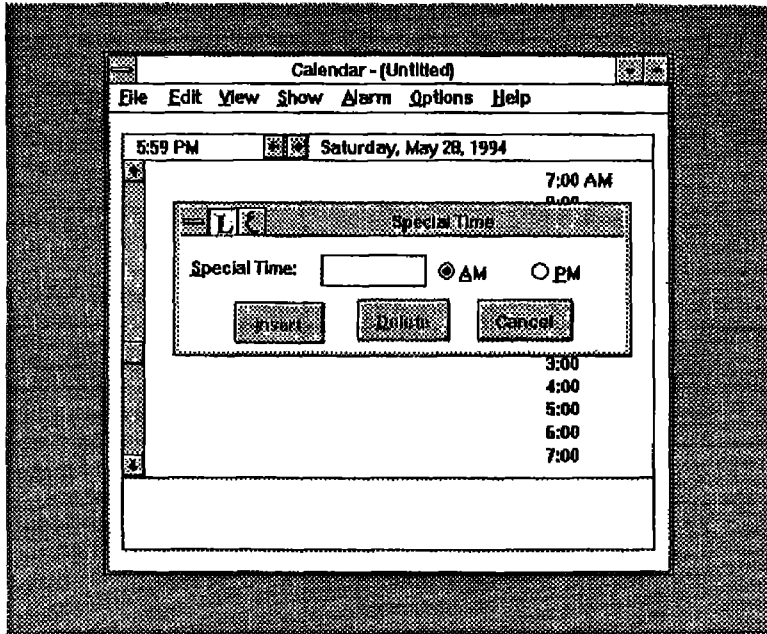 Calendar - (Untitled)
File Edit View Show Alarm Options Help
5:59 PM Saturday, May 28, 1994
7:00 AM
8:00
L Special Time
Special Time: AM PM
Insert Delete Cancel
3:00
4:00
5:00
6:00
7:00